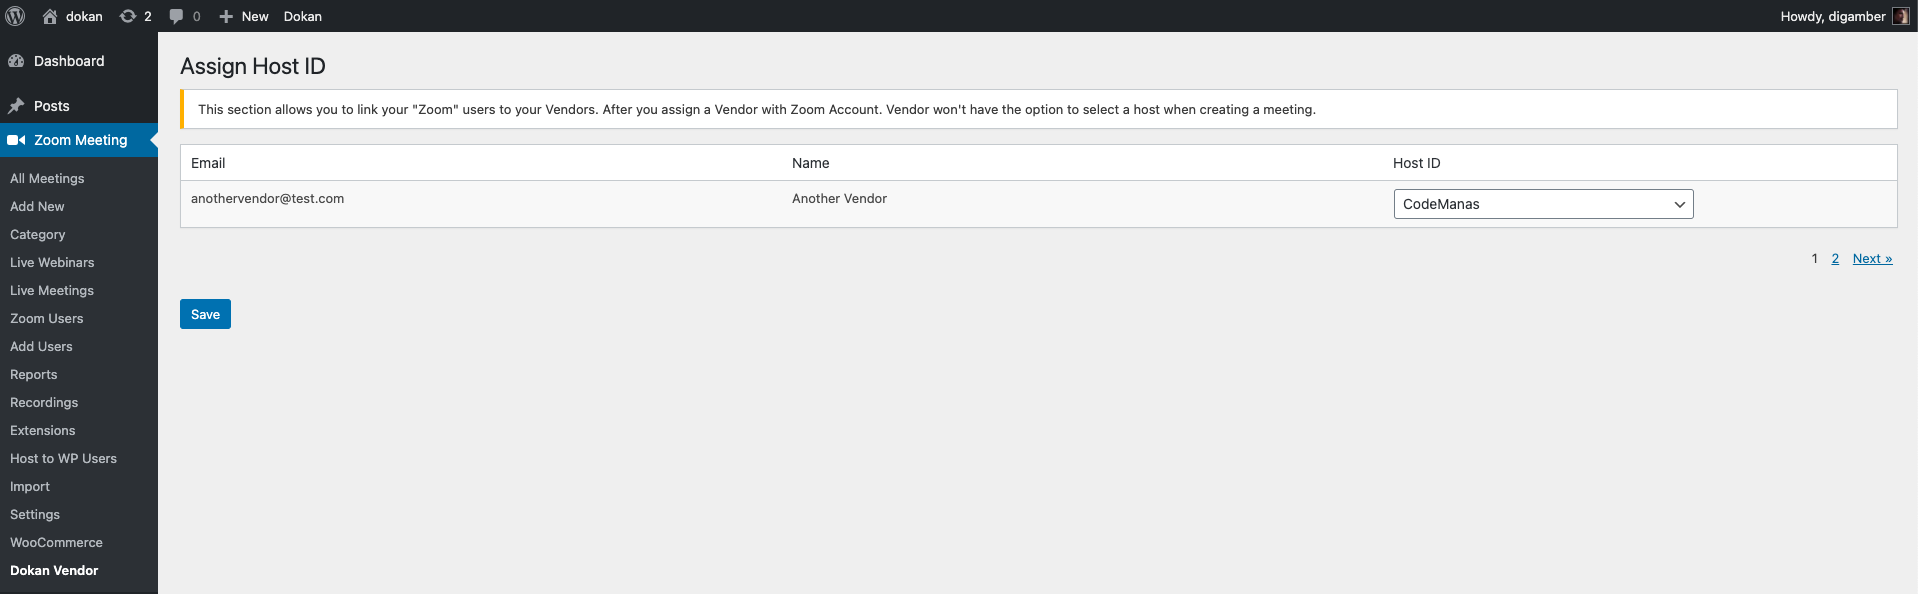 dokan 2 0 New Dokan Howdy, digamber
Dashboard
Posts
Zoom Meeting
All Meetings
Add New
Category
Live Webinars
Live Meetings
Zoom Users
Add Users
Reports
Recordings
Extensions
Host to WP Users
Import
Settings
WooCommerce
Dokan Vendor
Assign Host ID
This section allows you to link your "Zoom" users to your Vendors. After you assign a Vendor with Zoom Account. Vendor won't have the option to select a host when creating a meeting.
Email Name Host ID
anothervendor@test.com Another Vendor CodeManas
1 2 Next »
Save